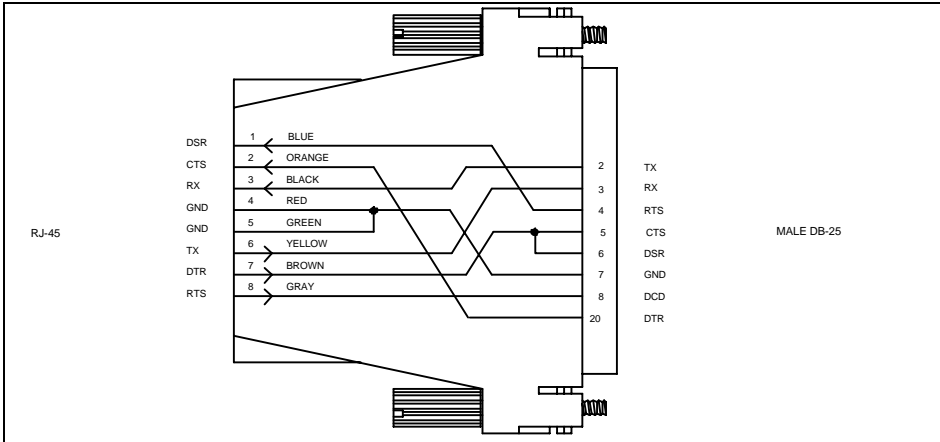 DSR 1 BLUE
CTS 2 ORANGE
RX 3 BLACK
GND 4 RED
GND 5 GREEN
TX 6 YELLOW
DTR 7 BROWN
RTS 8 GRAY
RJ-45
2 TX
3 RX
4 RTS
5 CTS
6 DSR
7 GND
8 DCD
20 DTR
MALE DB-25